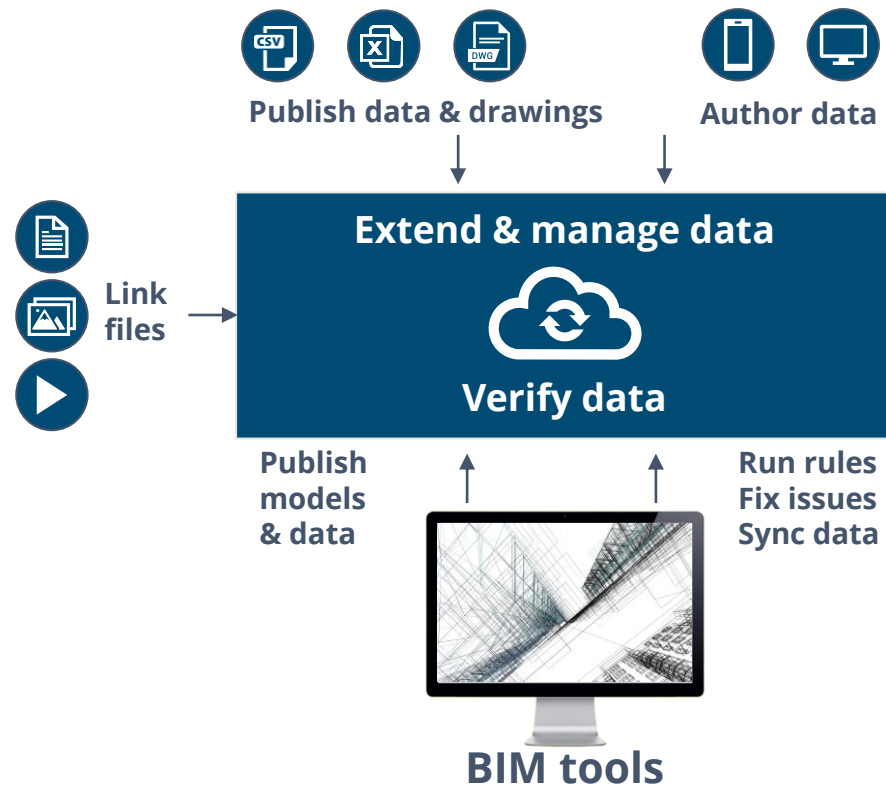 CSV
X
DWG
Publish data & drawings
Author data
Extend & manage data
Link
files
Verify data
Publish
models
& data
Run rules
Fix issues
Sync data
BIM tools